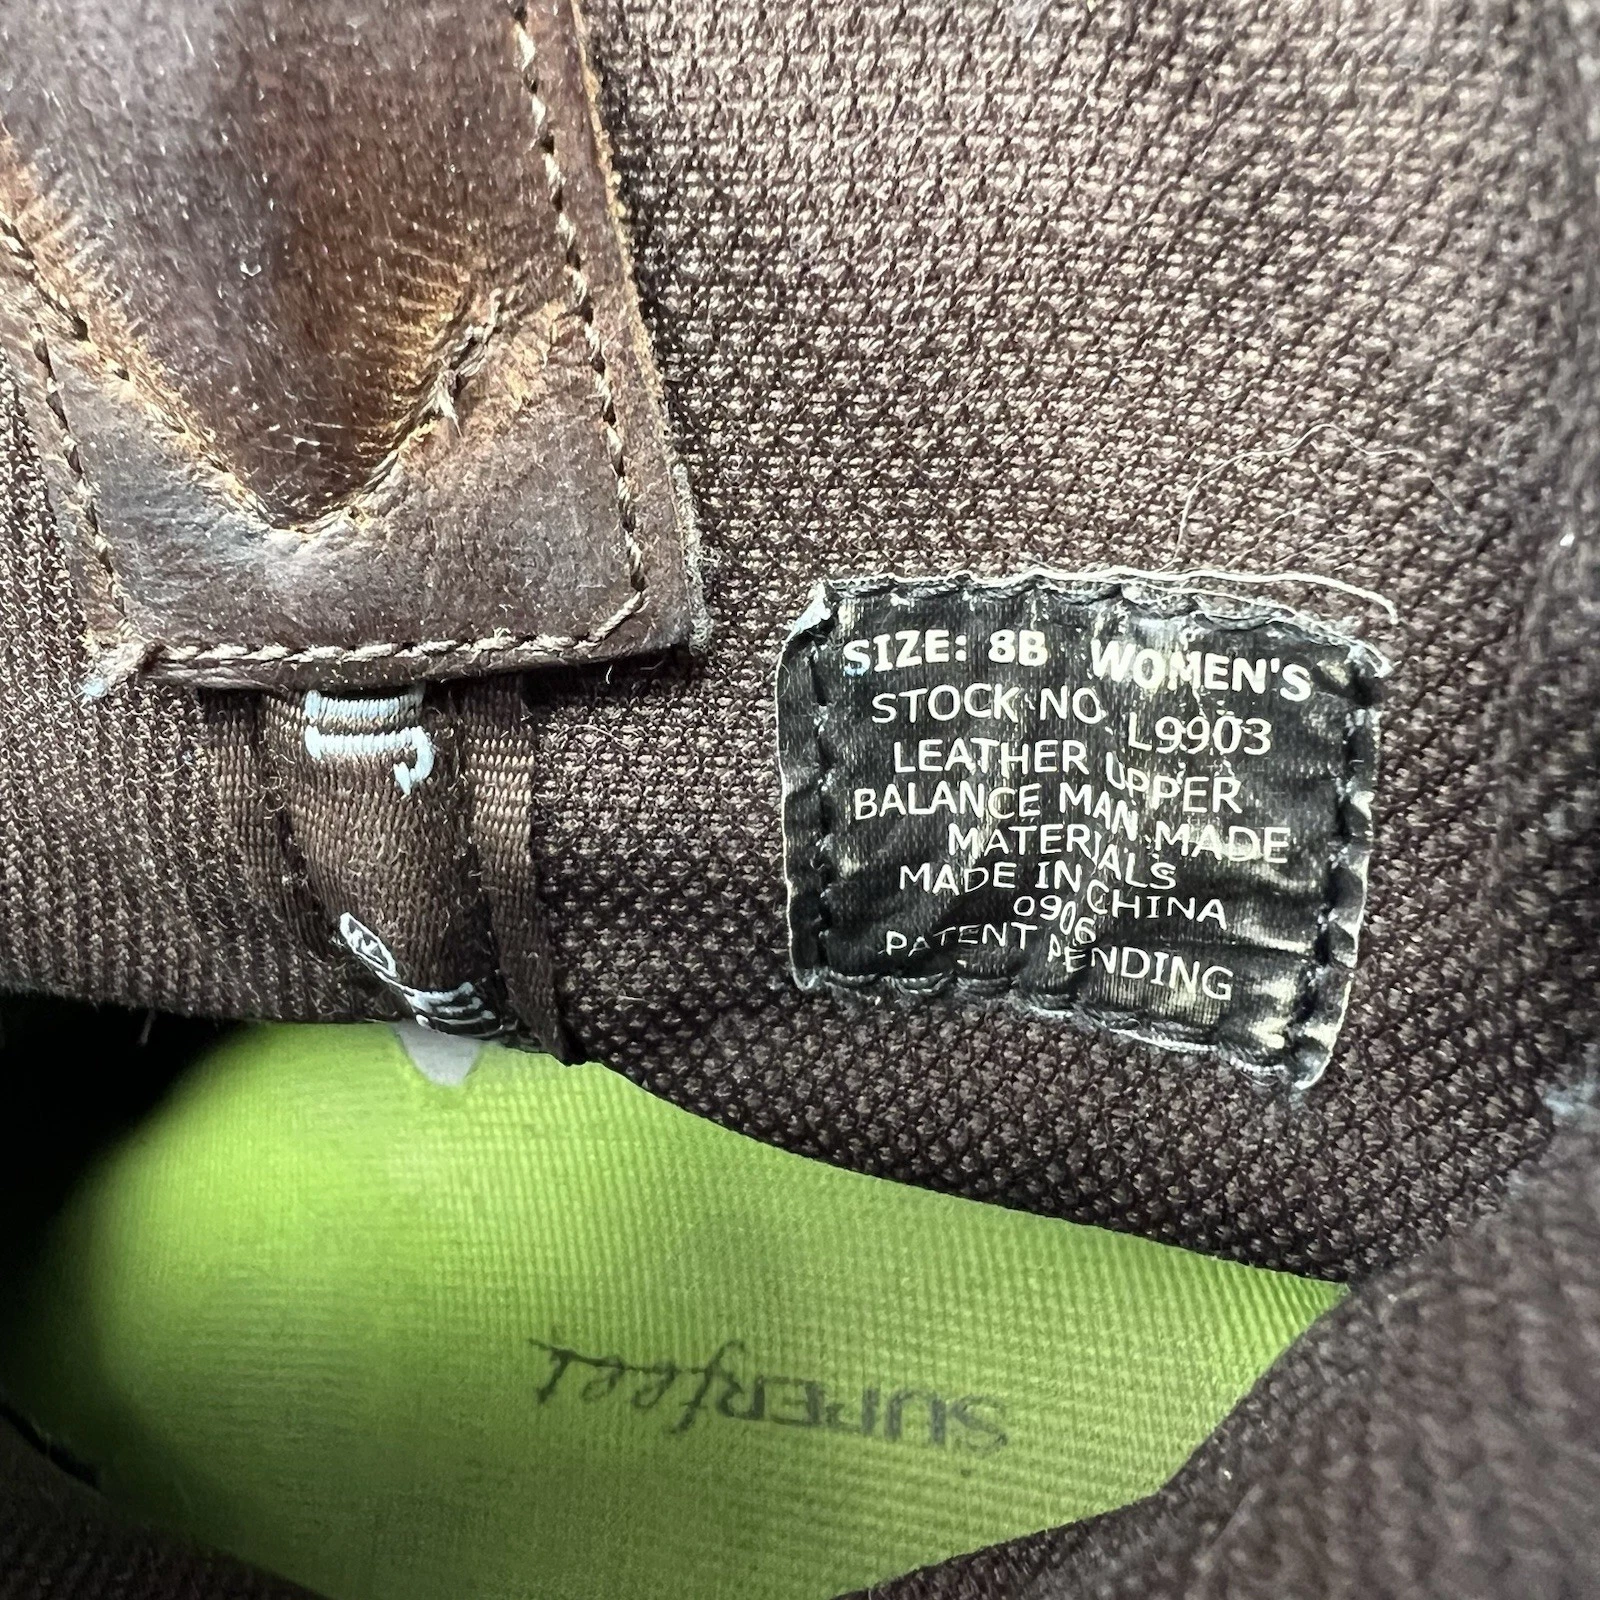 SIZE: 8B WOMEN'S
STOCK NO L9903
LEATHER UPPER
BALANCE MAN MADE
MATERIALS
MADE IN CHINA
0906
PATENT PENDING
SUPERfeet